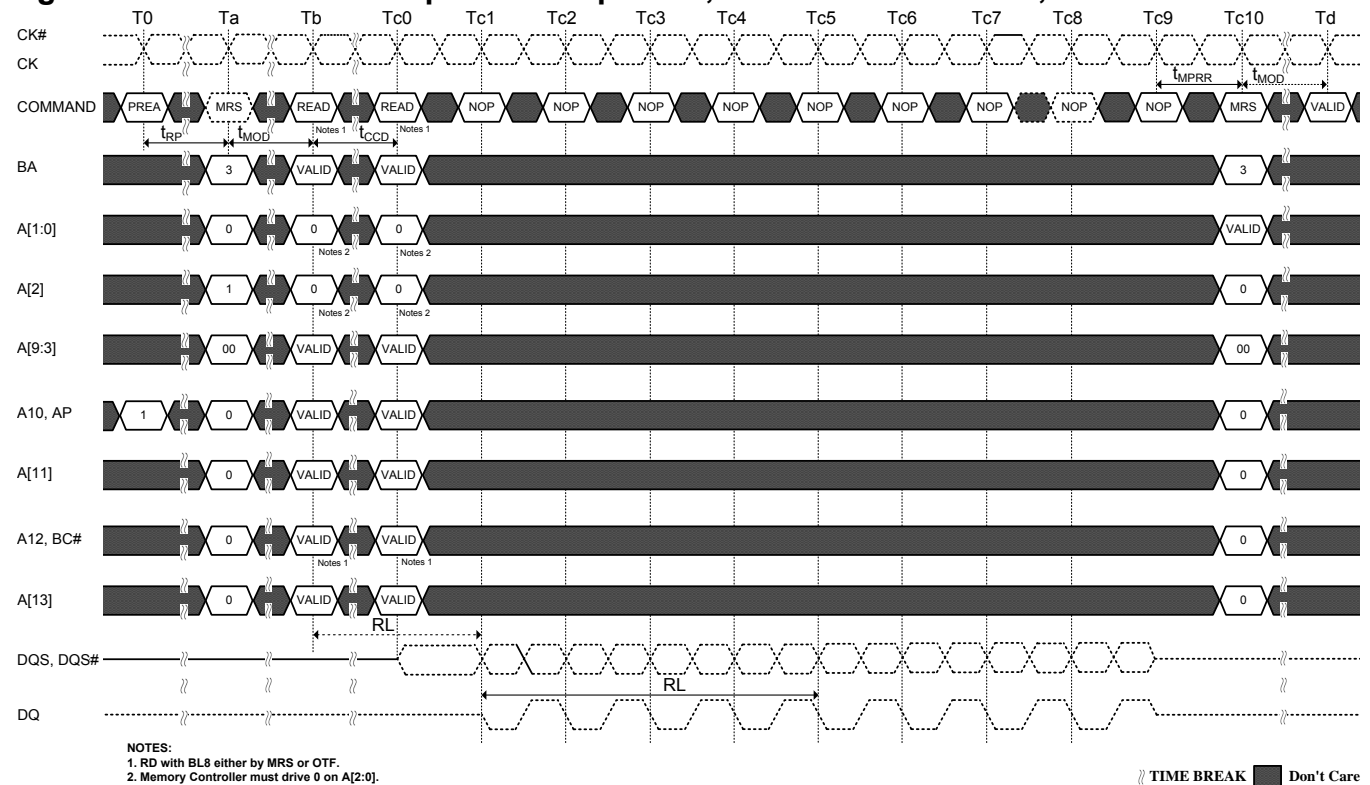 T0 Ta Tb Tc0 Tc1 Tc2 Tc3 Tc4 Tc5 Tc6 Tc7 Tc8 Tc9 Tc10 Td
CK#
CK
tMPRR tMOD
COMMAND PREA MRS READ READ NOP NOP NOP NOP NOP NOP NOP NOP NOP MRS VALID
Notes 1 Notes 1
tRP tMOD tCCD
BA 3 VALID VALID 3
A[1:0] 0 0 0 VALID
Notes 2 Notes 2
A[2] 1 0 0 0
Notes 2 Notes 2
A[9:3] 00 VALID VALID 00
A10, AP 1 0 VALID VALID 0
A[11] 0 VALID VALID 0
A12, BC# 0 VALID VALID 0
Notes 1 Notes 1
A[13] 0 VALID VALID 0
RL
DQS, DQS#
RL
DQ
NOTES:
1. RD with BL8 either by MRS or OTF.
2. Memory Controller must drive 0 on A[2:0].
TIME BREAK Don't Care